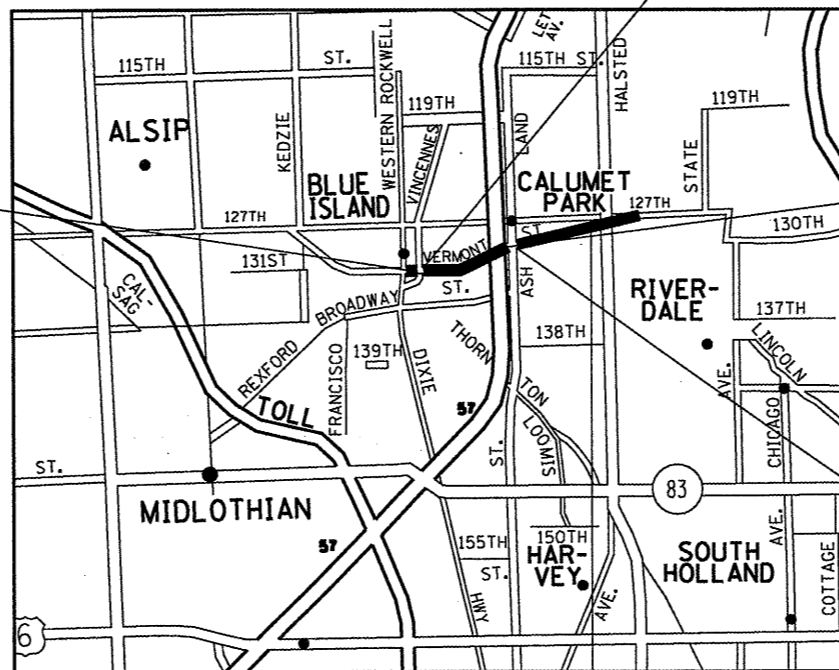 LET
AV.
115TH
ST.
115TH ST.
HALSTED
WESTERN
ROCKWELL
119TH
119TH
ALSIP
KEDZIE
VINCENNES
LAND
STATE
BLUE
ISLAND
CALUMET
PARK
127TH
127TH
ST.
130TH
VERMONT
131ST
ST.
CAL-
SAG
ASH
RIVER-
DALE
BROADWAY
137TH
THORN
138TH
LINCOLN
REXFORD
FRANCISCO
139TH
DIXIE
AVE.
TOLL
57
TON
LOOMIS
CHICAGO
ST.
ST.
83
MIDLOTHIAN
57
150TH
155TH
ST.
HAR-
VEY
SOUTH
HOLLAND
AVE.
AVE.
COTTAGE
HWY
6